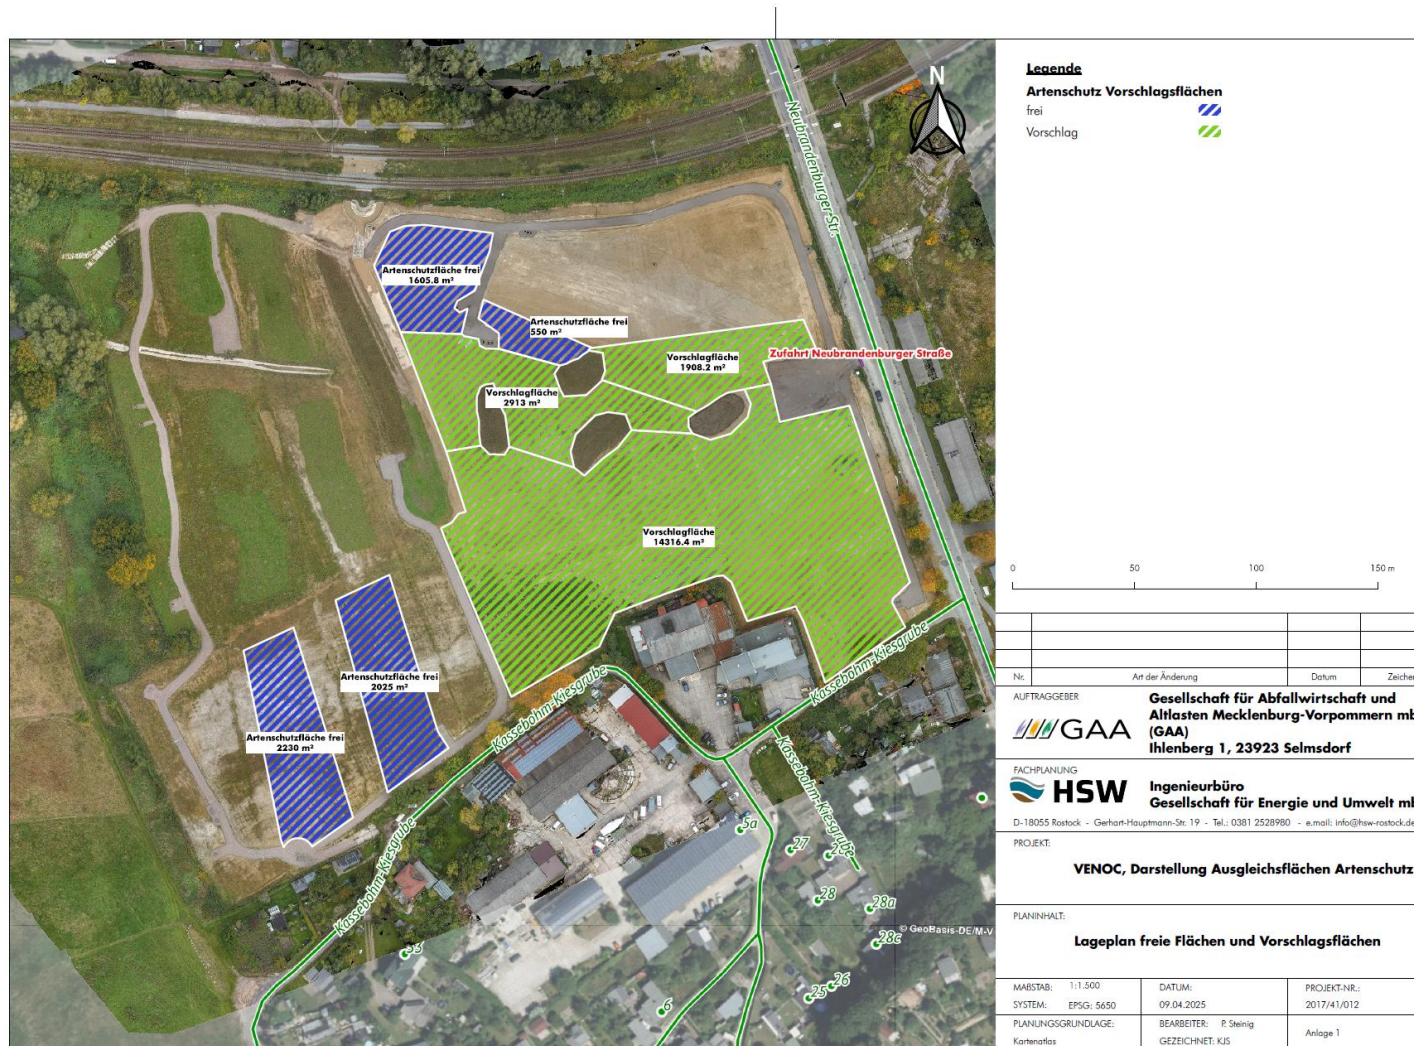 N
Neubrandenburger-Str.
Artenschutzfläche frei
1605.8 m²
Artenschutzfläche frei
550 m²
Vorschlagfläche
1908.2 m²
Zufahrt Neubrandenburger Straße
Vorschlagfläche
2913 m²
Vorschlagfläche
14316.4 m²
Artenschutzfläche frei
2025 m²
Artenschutzfläche frei
2230 m²
Kassebohm-Kiesgrube
Kassebohm-Kiesgrube
Kassebohm-Kiesgrube
Kassebohm-Kiesgrube
5a
27
28
28a
28c
26
25
6
© GeoBasis-DE/M-V
Legende
Artenschutz Vorschlagsflächen
frei
Vorschlag
0 50 100 150 m
Nr. Art der Änderung Datum Zeichen
AUFTRAGGEBER
GAA
Gesellschaft für Abfallwirtschaft und
Altlasten Mecklenburg-Vorpommern mb
(GAA)
Ihlenberg 1, 23923 Selmsdorf
FACHPLANUNG
HSW
Ingenieurbüro
Gesellschaft für Energie und Umwelt mb
D-18055 Rostock - Gerhart-Hauptmann-Str. 19 - Tel.: 0381 2528980 - e.mail: info@hsw-rostock.de
PROJEKT:
VENOC, Darstellung Ausgleichsflächen Artenschutz
PLANINHALT:
Lageplan freie Flächen und Vorschlagsflächen
MAẞSTAB: 1:1.500 DATUM: PROJEKT-NR.:
SYSTEM: EPSG: 5650 09.04.2025 2017/41/012
PLANUNGSGRUNDLAGE: BEARBEITER: P. Steinig Anlage 1
Kartenatlas GEZEICHNET: KJS